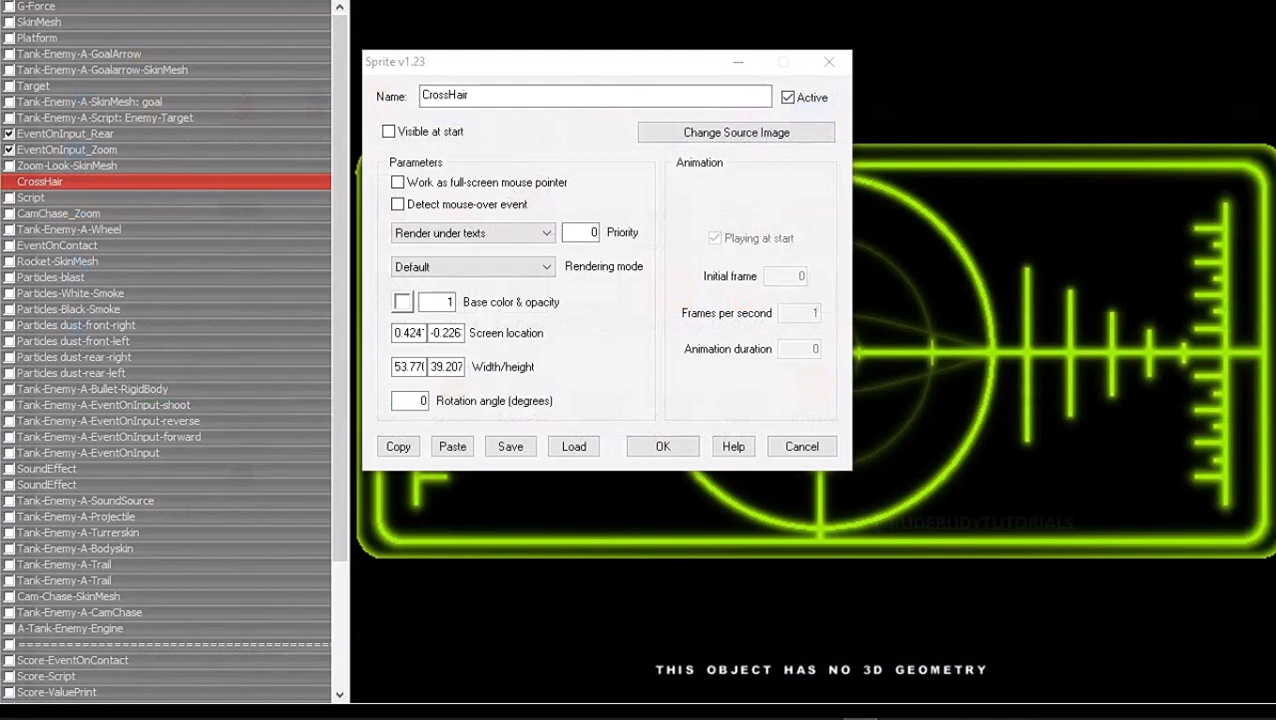 G-Force
SkinMesh
Platform
Tank-Enemy-A-GoalArrow
Tank-Enemy-A-Goalarrow-SkinMesh
Target
Tank-Enemy-A-SkinMesh: goal
Tank-Enemy-A-Script: Enemy-Target
EventOnInput_Rear
EventOnInput_Zoom
Zoom-Look-SkinMesh
CrossHair
Script
CamChase_Zoom
Tank-Enemy-A-Wheel
EventOnContact
Rocket-SkinMesh
Particles-blast
Particles-White-Smoke
Particles-Black-Smoke
Particles dust-front-right
Particles dust-front-left
Particles dust-rear-right
Particles dust-rear-left
Tank-Enemy-A-Bullet-RigidBody
Tank-Enemy-A-EventOnInput-shoot
Tank-Enemy-A-EventOnInput-reverse
Tank-Enemy-A-EventOnInput-forward
Tank-Enemy-A-EventOnInput
SoundEffect
SoundEffect
Tank-Enemy-A-SoundSource
Tank-Enemy-A-Projectile
Tank-Enemy-A-Turrerskin
Tank-Enemy-A-Bodyskin
Tank-Enemy-A-Trail
Tank-Enemy-A-Trail
Cam-Chase-SkinMesh
Tank-Enemy-A-CamChase
A-Tank-Enemy-Engine
Score-EventOnContact
Score-Script
Score-ValuePrint
Sprite v1.23
Name: CrossHair Active
Visible at start Change Source Image
Parameters
Work as full-screen mouse pointer
Detect mouse-over event
Render under texts 0 Priority
Default Rendering mode
1 Base color & opacity
0.424 -0.226 Screen location
53.77 39.207 Width/height
0 Rotation angle (degrees)
Animation
Playing at start
Initial frame 0
Frames per second 1
Animation duration 0
Copy Paste Save Load OK Help Cancel
THIS OBJECT HAS NO 3D GEOMETRY